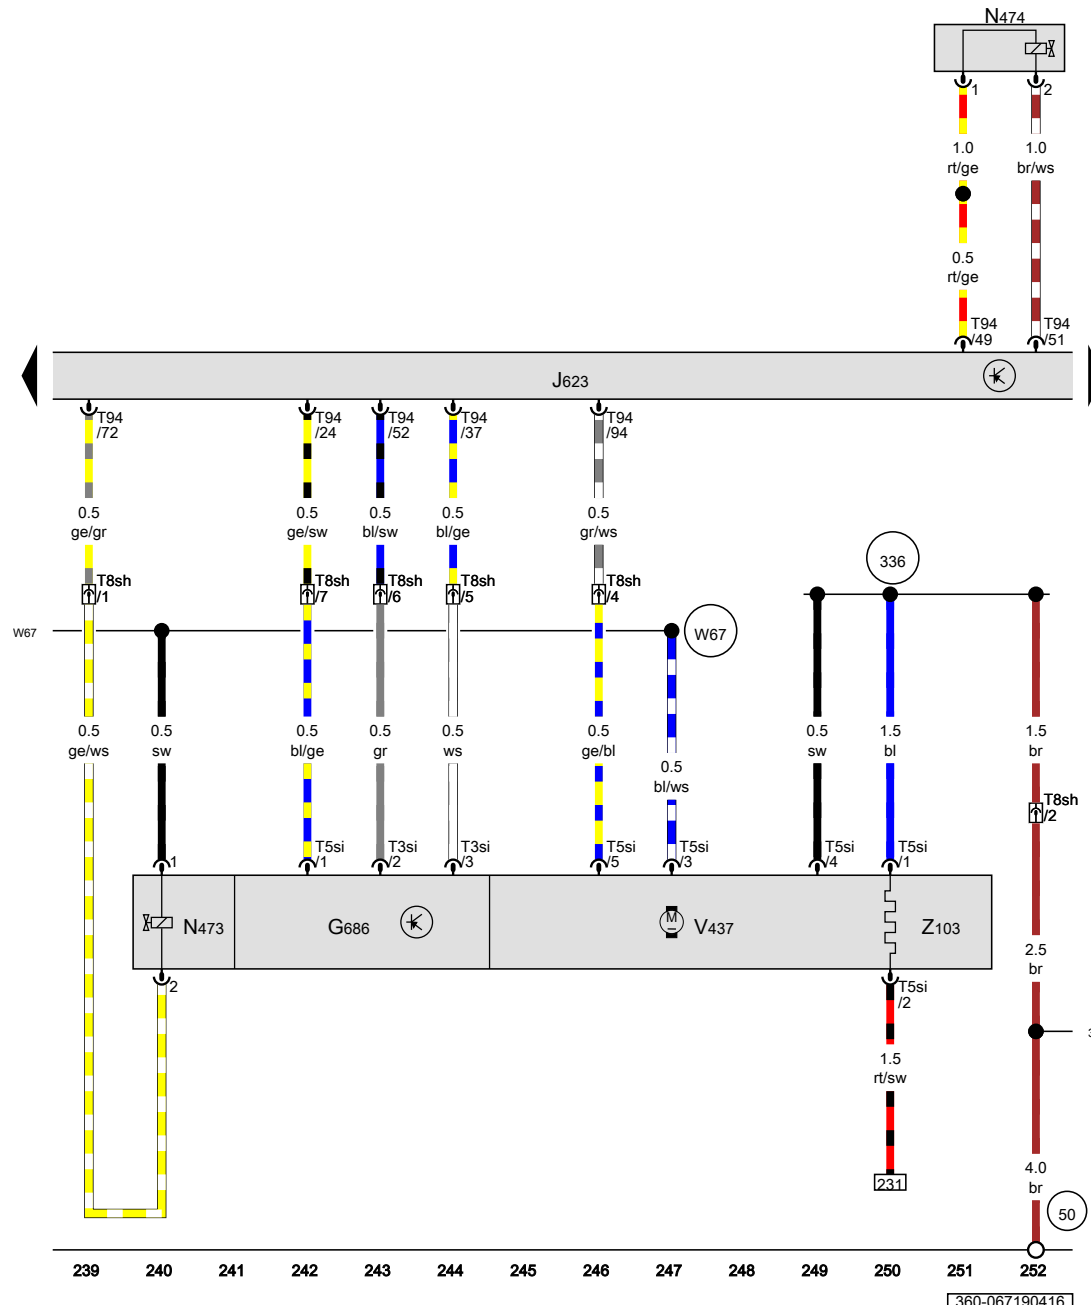 N474
1 2
1.0 1.0
rt/ge br/ws
0.5
rt/ge
T94 T94
/49 /51
J623
T94 T94 T94 T94 T94
/72 /24 /52 /37 /94
0.5 0.5 0.5 0.5 0.5
ge/gr ge/sw bl/sw bl/ge gr/ws
336
T8sh T8sh T8sh T8sh T8sh
/1 /7 /6 /5 /4
W67 W67
0.5 0.5 0.5 0.5 0.5 0.5 0.5 1.5 1.5
ge/ws sw bl/ge gr ws ge/bl sw bl br
0.5
bl/ws
T8sh
/2
1 T5si T3si T3si T5si T5si T5si T5si
/1 /2 /3 /5 /3 /4 /1
N473 G686 M V437 Z103
2.5
br
2 T5si
/2
3
1.5
rt/sw
4.0
br
231
50
239 240 241 242 243 244 245 246 247 248 249 250 251 252
360-067190416